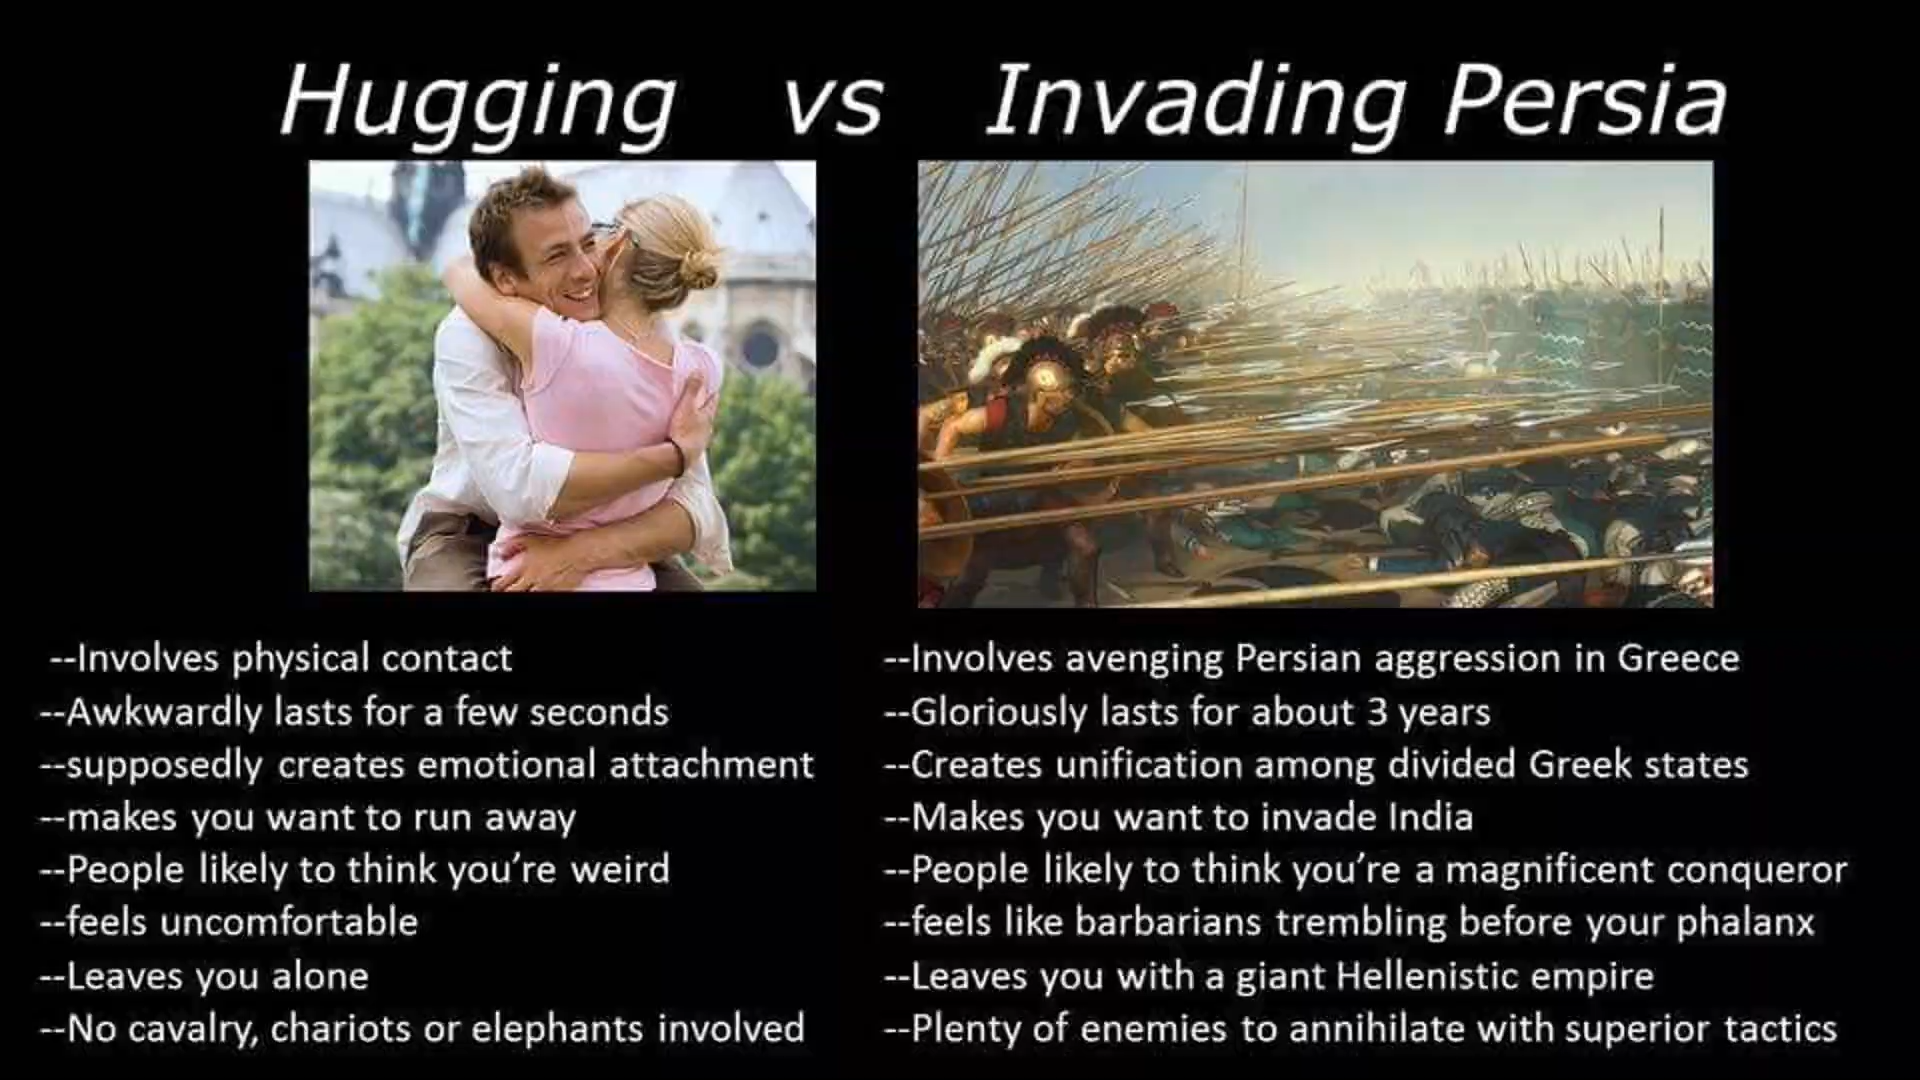 Hugging vs Invading Persia
--Involves physical contact
--Awkwardly lasts for a few seconds
--supposedly creates emotional attachment
--makes you want to run away
--People likely to think you’re weird
--feels uncomfortable
--Leaves you alone
--No cavalry, chariots or elephants involved
--Involves avenging Persian aggression in Greece
--Gloriously lasts for about 3 years
--Creates unification among divided Greek states
--Makes you want to invade India
--People likely to think you’re a magnificent conqueror
--feels like barbarians trembling before your phalanx
--Leaves you with a giant Hellenistic empire
--Plenty of enemies to annihilate with superior tactics